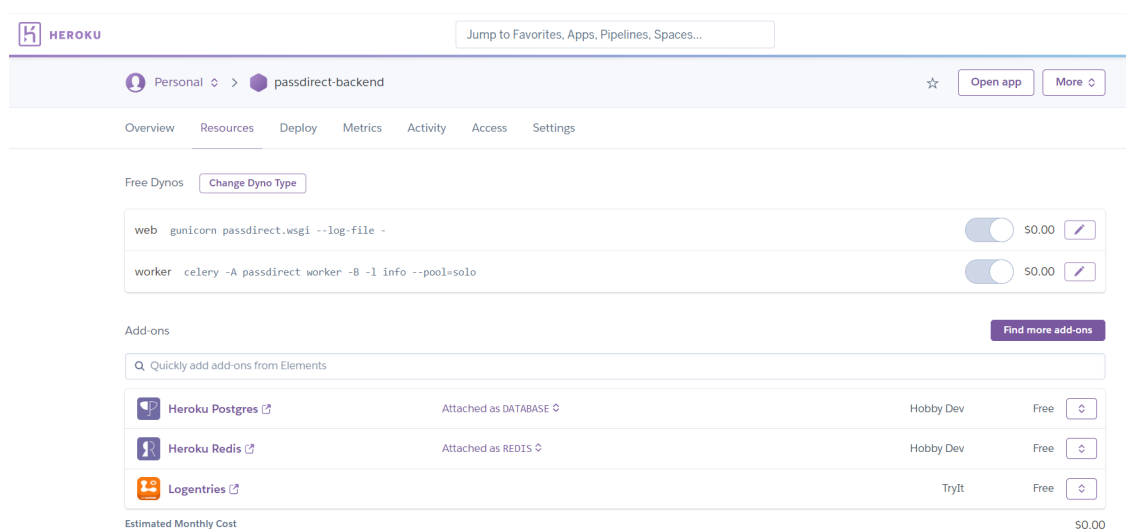 HEROKU
Jump to Favorites, Apps, Pipelines, Spaces...
Personal > passdirect-backend
Open app
More
Overview Resources Deploy Metrics Activity Access Settings
Free Dynos Change Dyno Type
web gunicorn passdirect.wsgi --log-file - $0.00
worker celery -A passdirect worker -B -l info --pool=solo $0.00
Add-ons Find more add-ons
Quickly add add-ons from Elements
Heroku Postgres Attached as DATABASE Hobby Dev Free
Heroku Redis Attached as REDIS Hobby Dev Free
Logentries TryIt Free
Estimated Monthly Cost $0.00